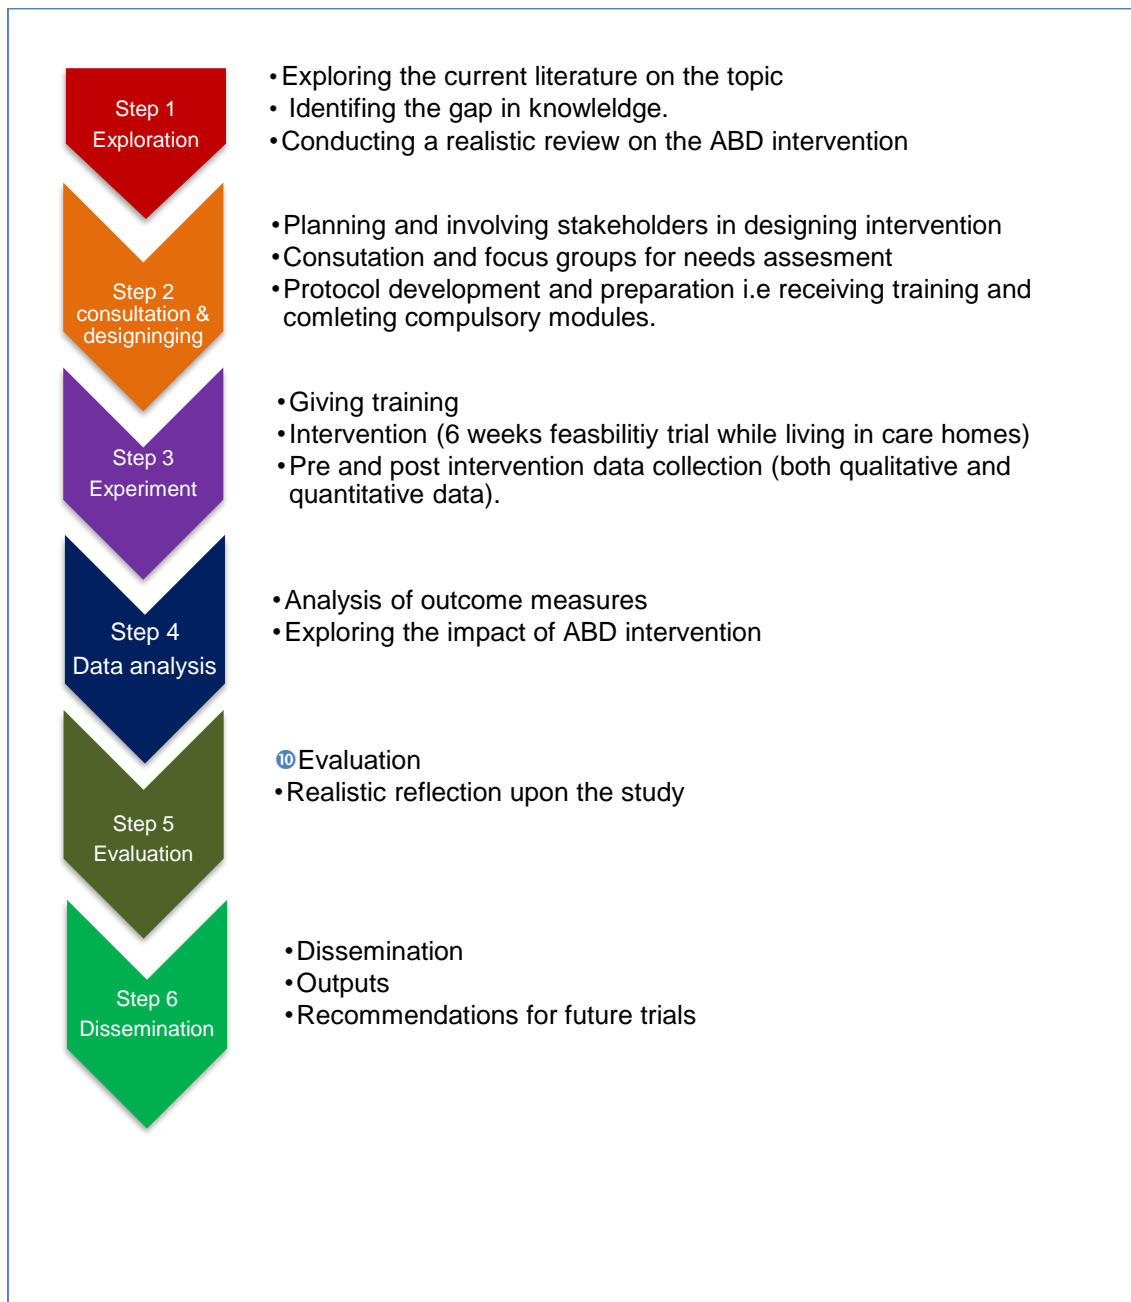 Step 1
Exploration
• Exploring the current literature on the topic
• Identifing the gap in knowleldge.
• Conducting a realistic review on the ABD intervention
Step 2
consultation &
designinging
• Planning and involving stakeholders in designing intervention
• Consutation and focus groups for needs assesment
• Protocol development and preparation i.e receiving training and
comleting compulsory modules.
Step 3
Experiment
• Giving training
• Intervention (6 weeks feasbilitiy trial while living in care homes)
• Pre and post intervention data collection (both qualitative and
quantitative data).
Step 4
Data analysis
• Analysis of outcome measures
• Exploring the impact of ABD intervention
Step 5
Evaluation
❿Evaluation
• Realistic reflection upon the study
Step 6
Dissemination
• Dissemination
• Outputs
• Recommendations for future trials